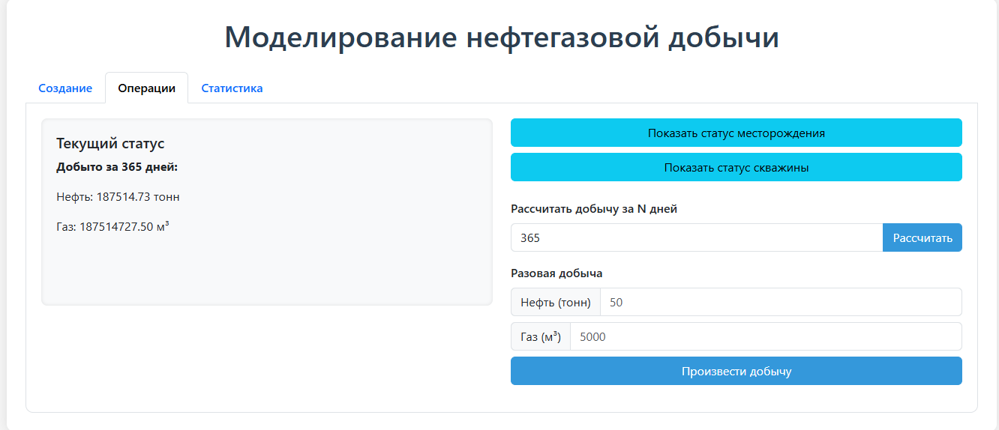 Моделирование нефтегазовой добычи
Создание
Операции
Статистика
Текущий статус
Добыто за 365 дней:
Нефть: 187514.73 тонн
Газ: 187514727.50 м³
Показать статус месторождения
Показать статус скважины
Рассчитать добычу за N дней
365
Рассчитать
Разовая добыча
Нефть (тонн)
50
Газ (м³)
5000
Произвести добычу